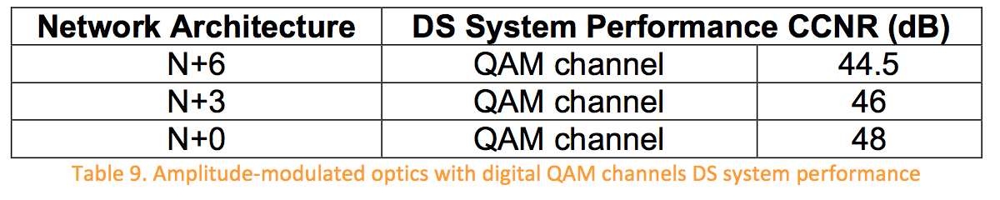 Network Architecture DS System Performance CCNR (dB)
N+6 QAM channel 44.5
N+3 QAM channel 46
N+0 QAM channel 48
Table 9. Amplitude-modulated optics with digital QAM channels DS system performance